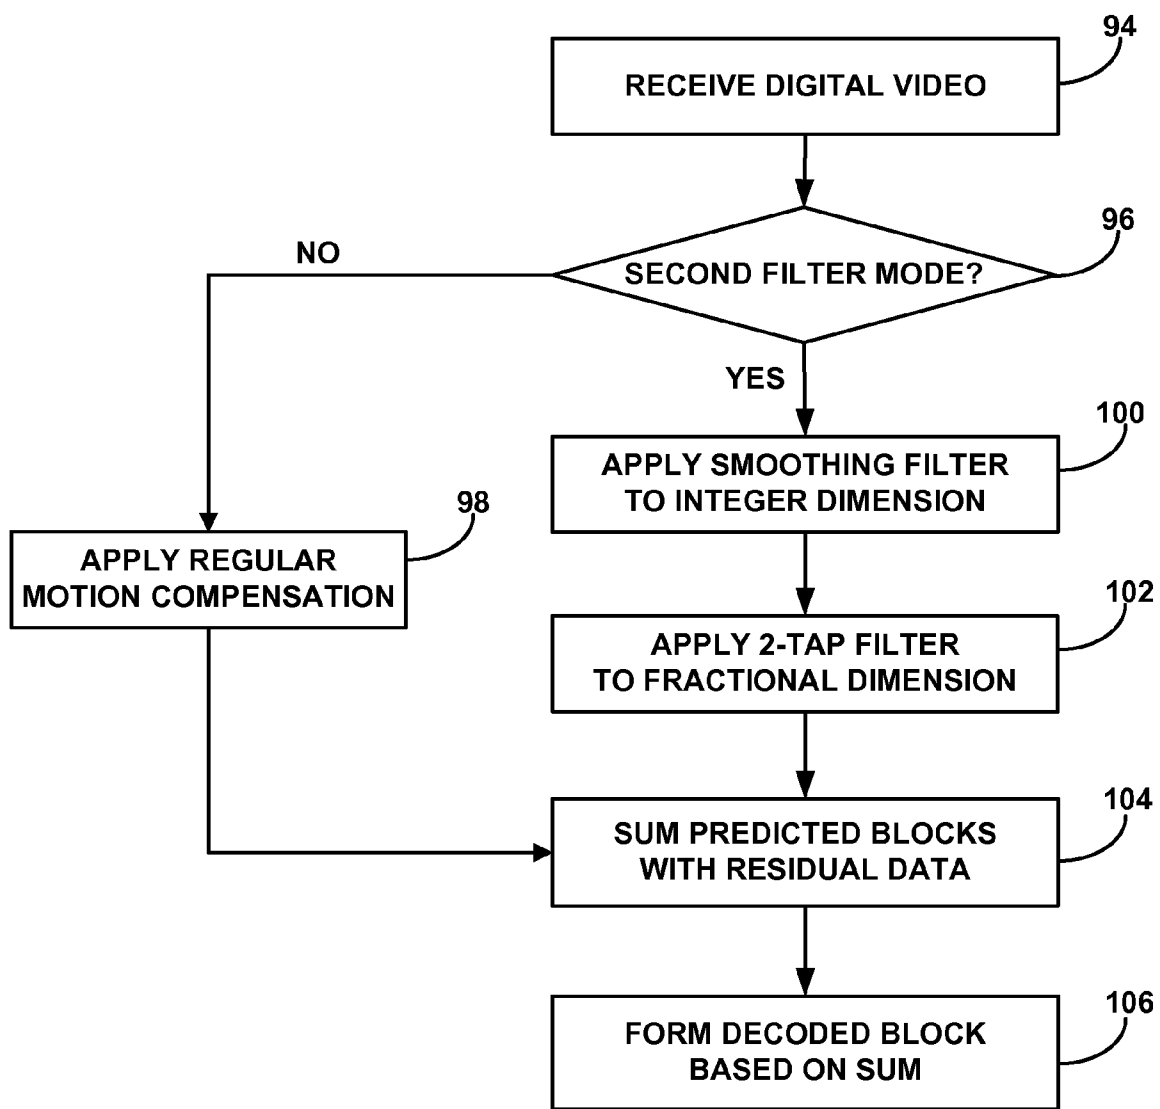 94
RECEIVE DIGITAL VIDEO
96
NO
SECOND FILTER MODE?
YES
100
APPLY SMOOTHING FILTER
TO INTEGER DIMENSION
98
APPLY REGULAR
MOTION COMPENSATION
102
APPLY 2-TAP FILTER
TO FRACTIONAL DIMENSION
104
SUM PREDICTED BLOCKS
WITH RESIDUAL DATA
106
FORM DECODED BLOCK
BASED ON SUM